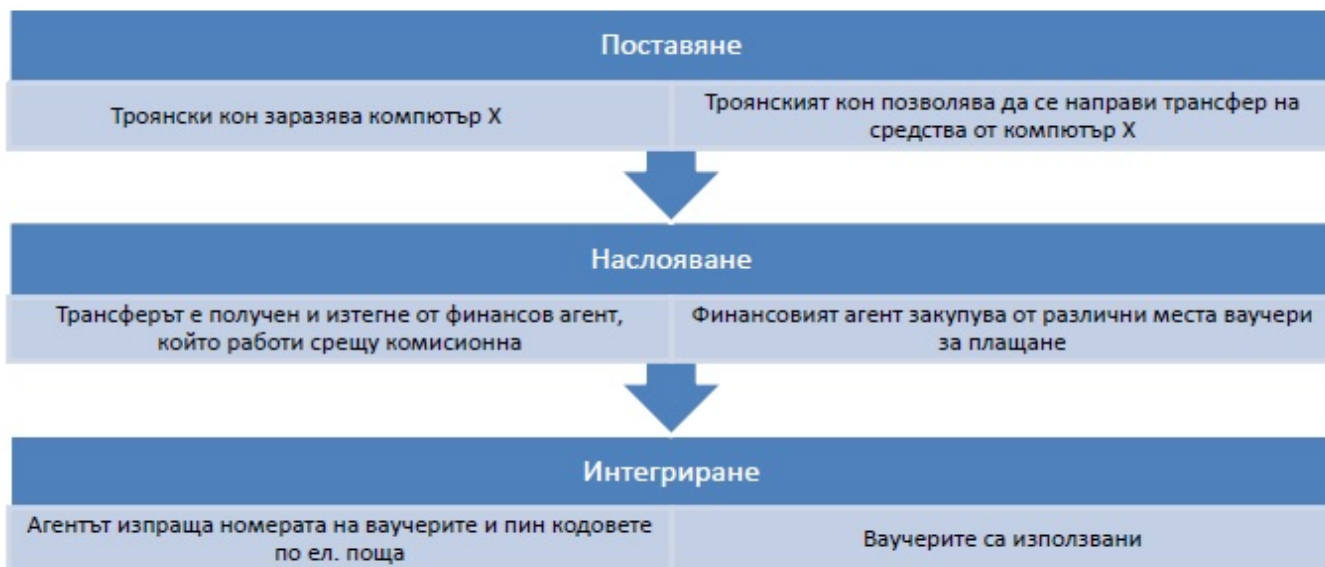 Поставяне
Троянски кон заразява компютър X
Троянският кон позволява да се направи трансфер на
средства от компютър X
Наслояване
Трансферът е получен и изтегне от финансов агент,
който работи срещу комисионна
Финансовият агент закупува от различни места ваучери
за плащане
Интегриране
Агентът изпраща номерата на ваучерите и пин кодовете
по ел. поща
Ваучерите са използвани